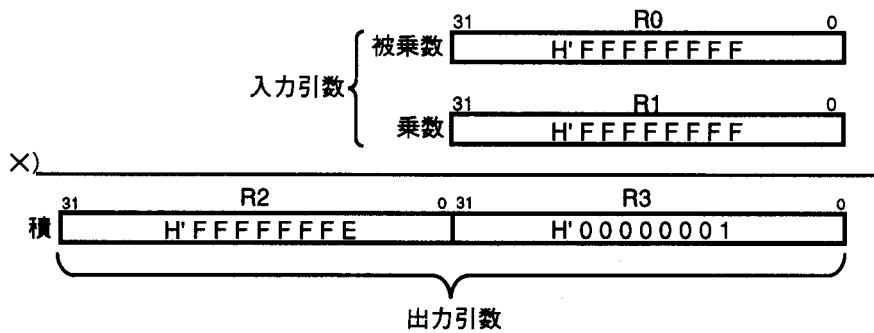 31 R0 0
被乗数 H'FFFFFFFF
入力引数
31 R1 0
乗数 H'FFFFFFFF
×)
31 R2 0 31 R3 0
積 H'FFFFFFFE H'00000001
出力引数